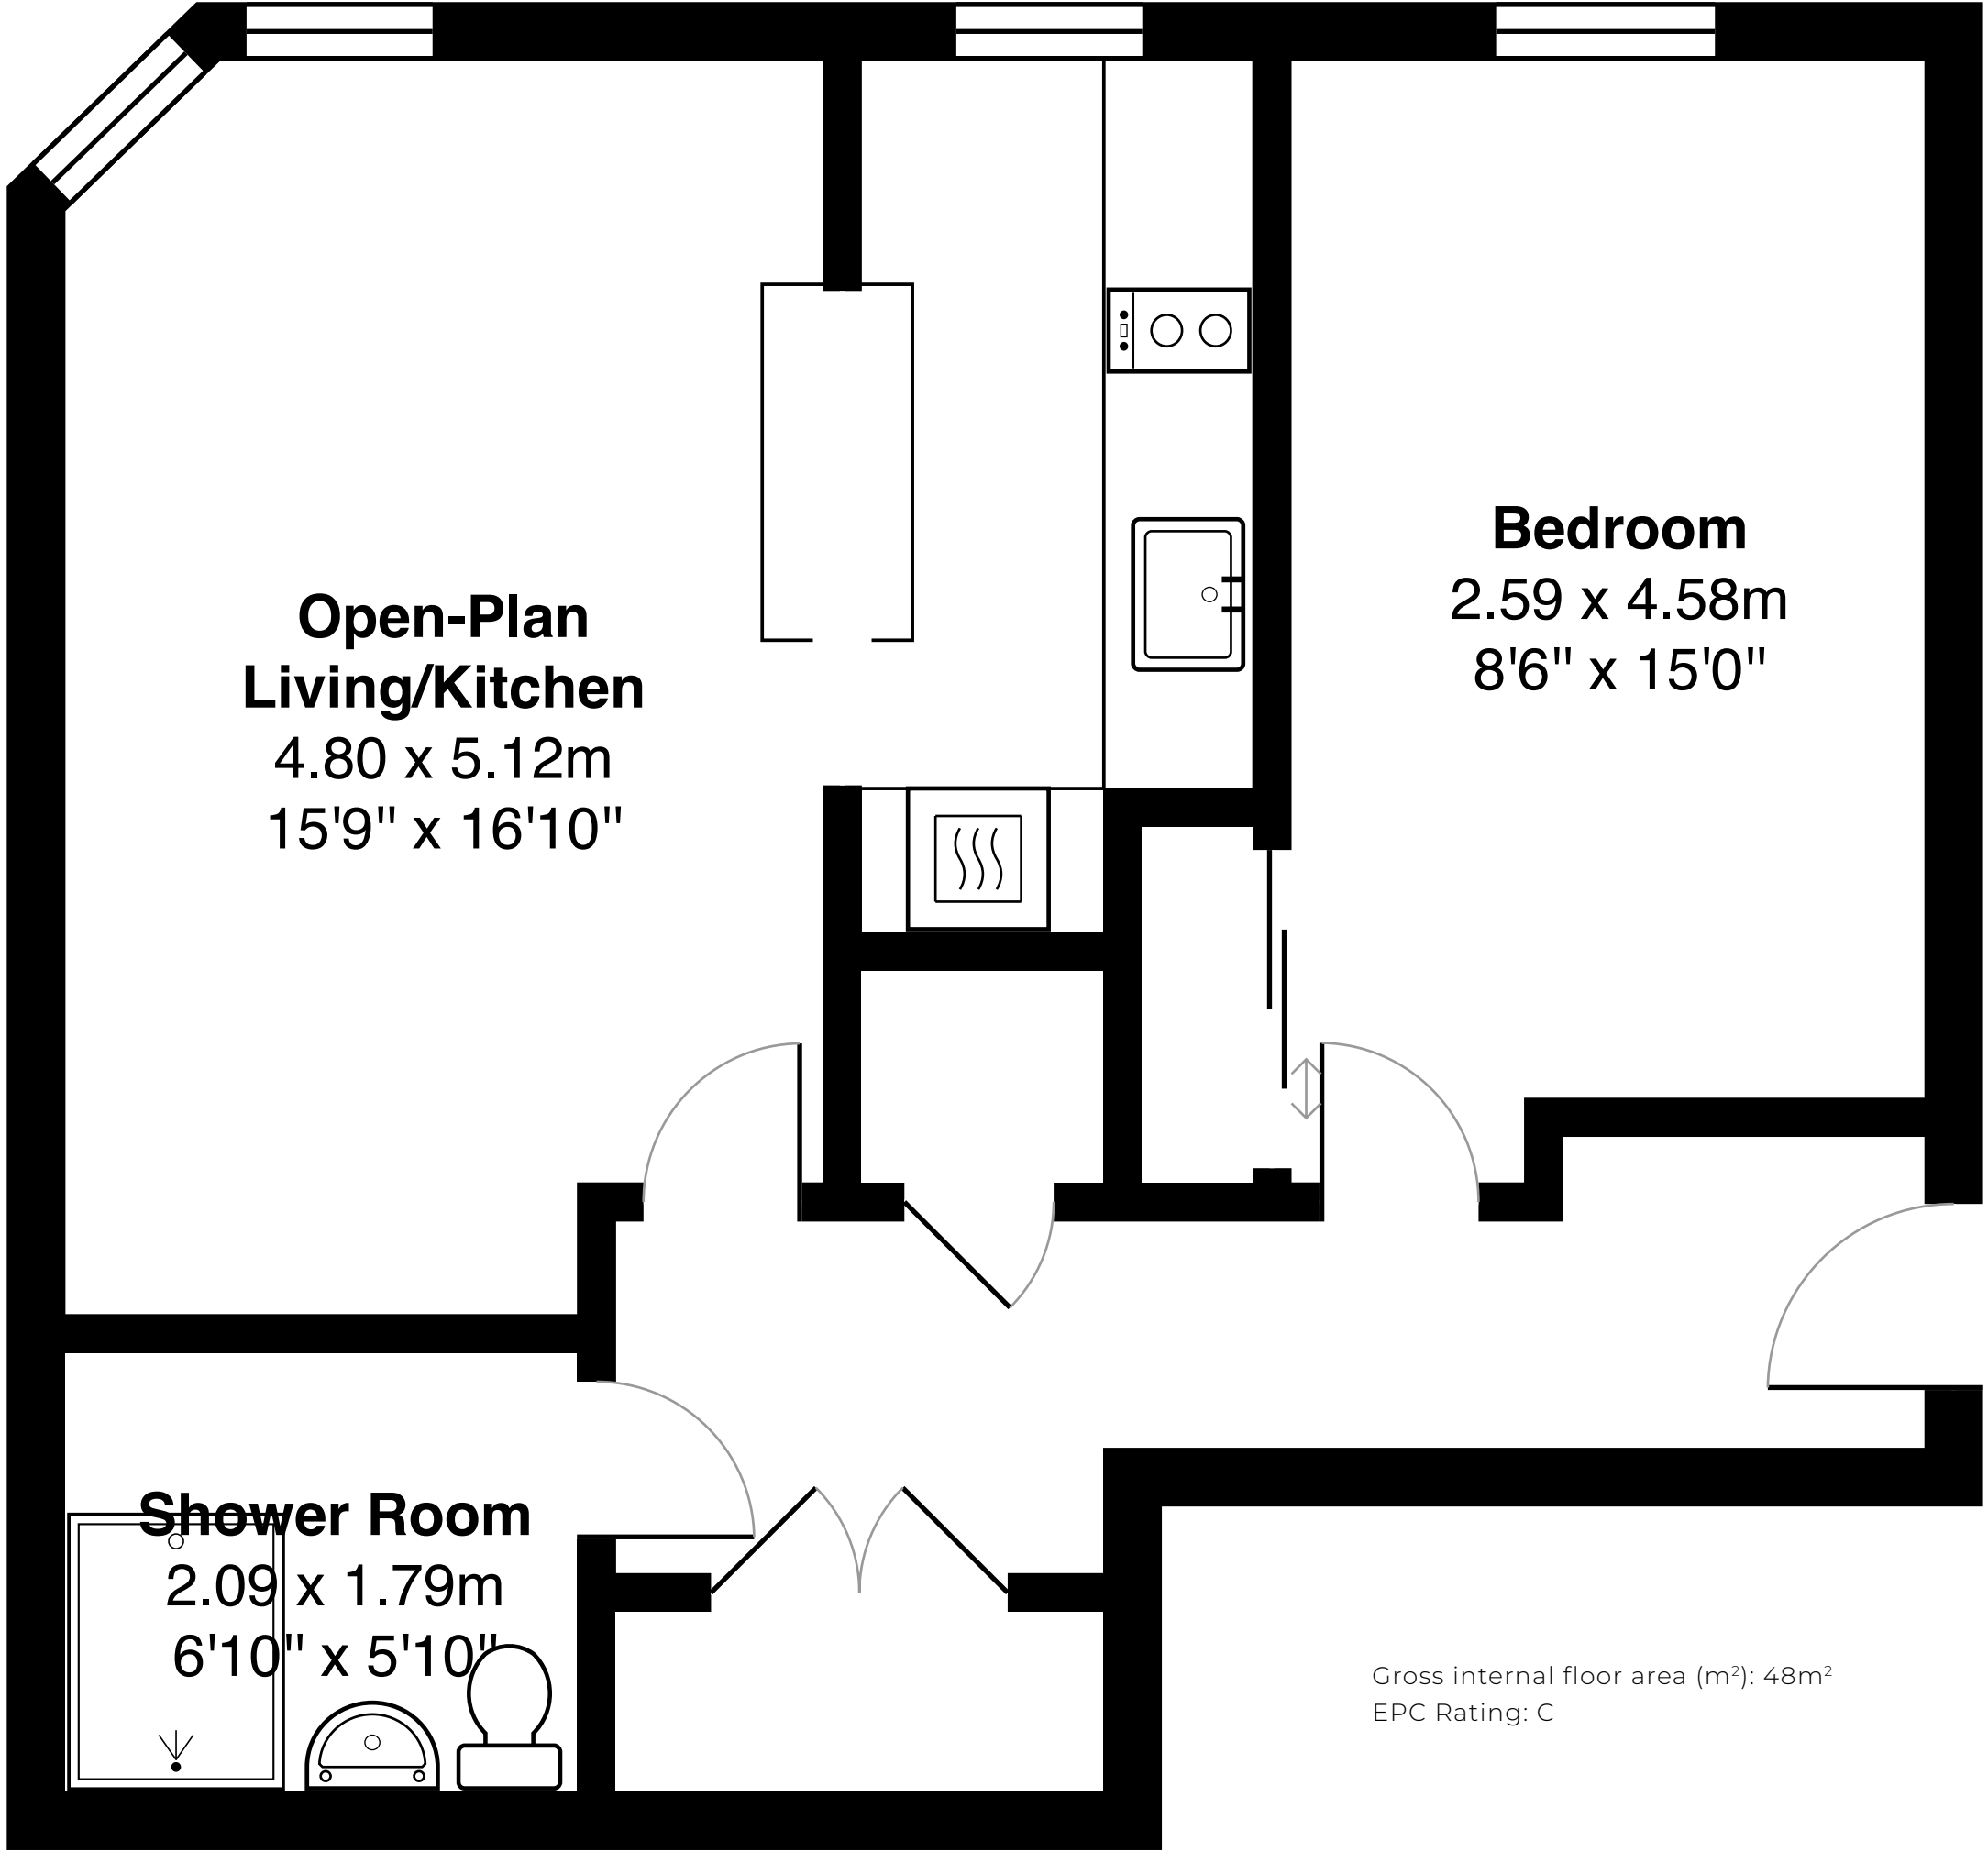 Open-Plan
Living/Kitchen
4.80 x 5.12m
15'9" x 16'10"
Bedroom
2.59 x 4.58m
8'6" x 15'0"
Shower Room
2.09 x 1.79m
6'10" x 5'10"
Gross internal floor area (m²): 48m²
EPC Rating: C